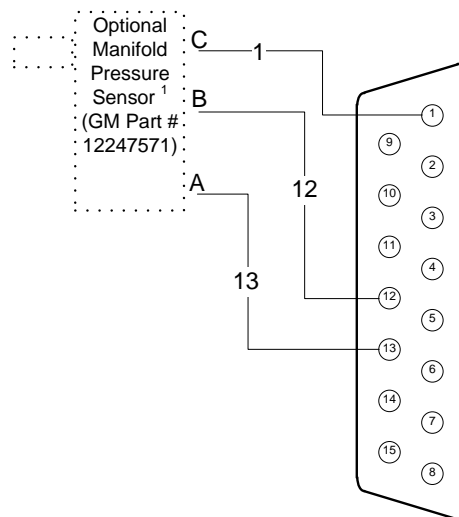 Optional
Manifold
Pressure
Sensor 1
(GM Part #
12247571)
C
1
B
12
A
13
1
9
2
10
3
11
4
12
5
13
6
14
7
15
8